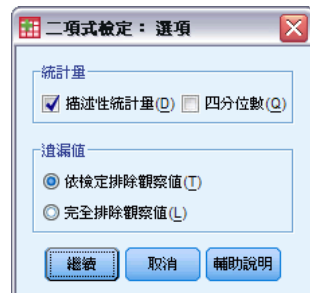 二項式檢定： 選項
統計量
描述性統計量(D) 四分位數(Q)
遺漏值
依檢定排除觀察值(T)
完全排除觀察值(L)
繼續 取消 輔助說明